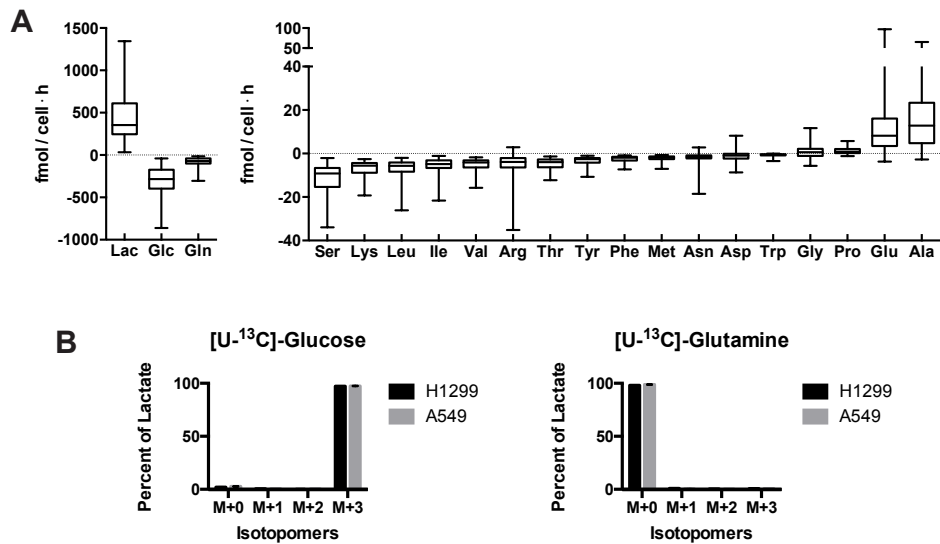 A
fmol / cell · h
1500
1000
500
0
-500
-1000
Lac Glc Gln
fmol / cell · h
100
50
40
20
0
-20
-40
Ser Lys Leu Ile Val Arg Thr Tyr Phe Met Asn Asp Trp Gly Pro Glu Ala
B
[U-¹³C]-Glucose
Percent of Lactate
100
50
0
M+0 M+1 M+2 M+3
Isotopomers
H1299
A549
[U-¹³C]-Glutamine
Percent of Lactate
100
50
0
M+0 M+1 M+2 M+3
Isotopomers
H1299
A549